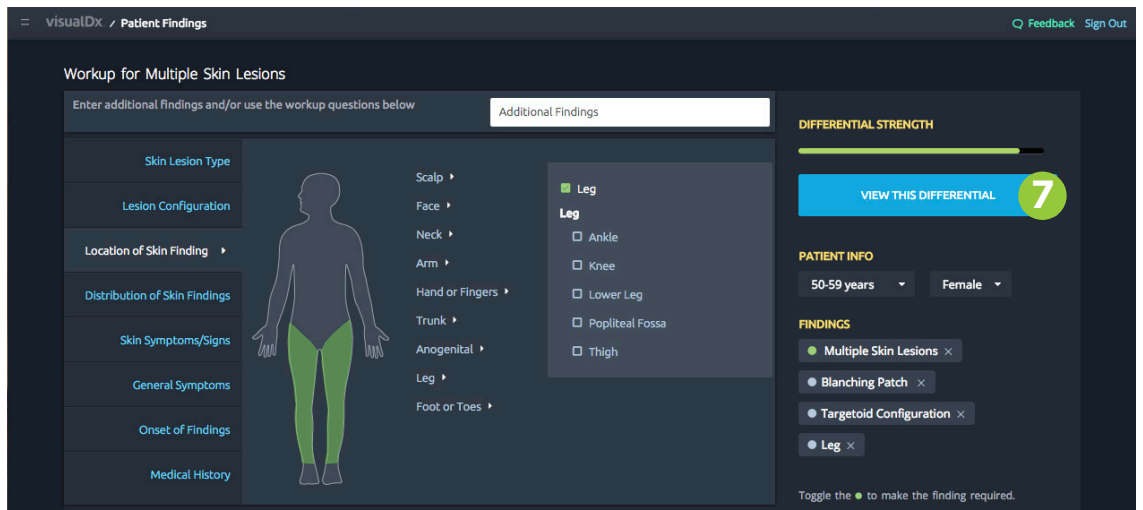 visualDx / Patient Findings
Feedback Sign Out
Workup for Multiple Skin Lesions
Enter additional findings and/or use the workup questions below
Additional Findings
Skin Lesion Type
Lesion Configuration
Location of Skin Finding
Distribution of Skin Findings
Skin Symptoms/Signs
General Symptoms
Onset of Findings
Medical History
Scalp
Face
Neck
Arm
Hand or Fingers
Trunk
Anogenital
Leg
Foot or Toes
Leg
Leg
Ankle
Knee
Lower Leg
Popliteal Fossa
Thigh
DIFFERENTIAL STRENGTH
VIEW THIS DIFFERENTIAL 7
PATIENT INFO
50-59 years Female
FINDINGS
Multiple Skin Lesions ×
Blanching Patch ×
Targetoid Configuration ×
Leg ×
Toggle the ● to make the finding required.